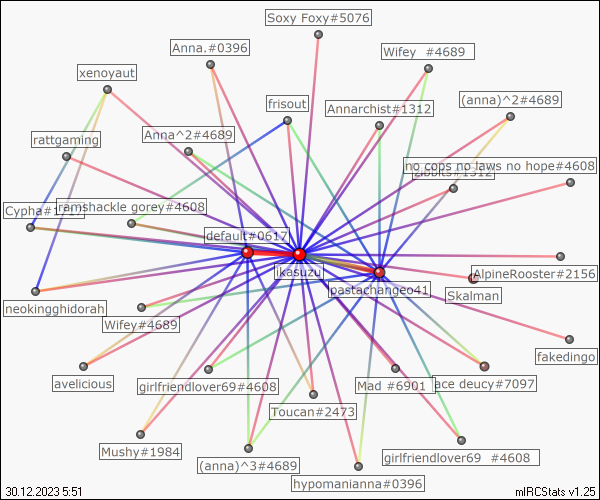 Soxy Foxy#5076
Anna.#0396
Wifey #4689
xenoyaut
frisout
Annarchist#1312
(anna)^2#4689
Anna^2#4689
rattgaming
no cops no laws no hope#4608
ramshackle gorey#4608
default#0617
ikasuzu
pastachangeo41
AlpineRooster#2156
Skalman
neokingghidorah
Wifey#4689
fakedingo
avelicious
girlfriendlover69#4608
Mad #6901
ace deucy#7097
Toucan#2473
Mushy#1984
(anna)^3#4689
girlfriendlover69 #4608
hypomanianna#0396
30.12.2023 5:51
mIRCStats v1.25